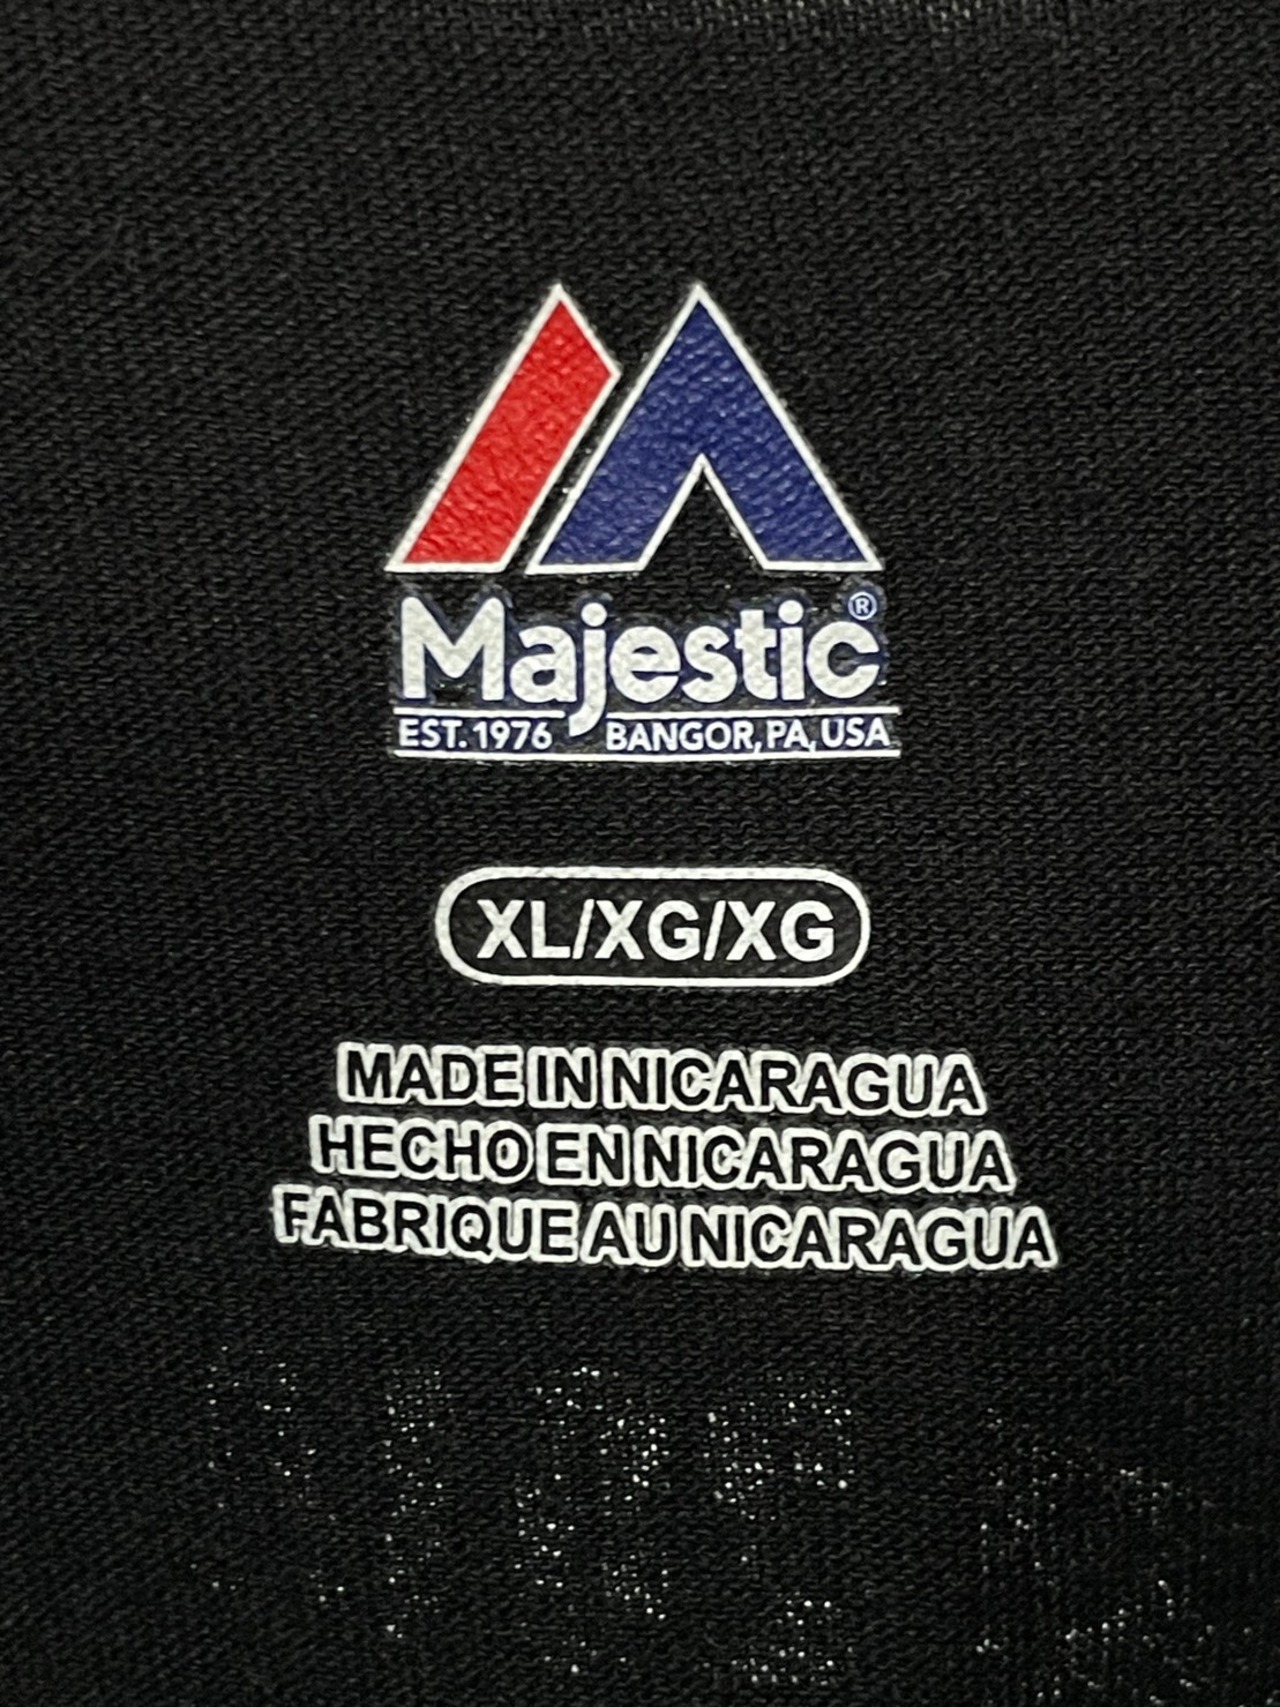 Majestic®
EST. 1976 BANGOR, PA, USA
XL/XG/XG
MADE IN NICARAGUA
HECHO EN NICARAGUA
FABRIQUE AU NICARAGUA